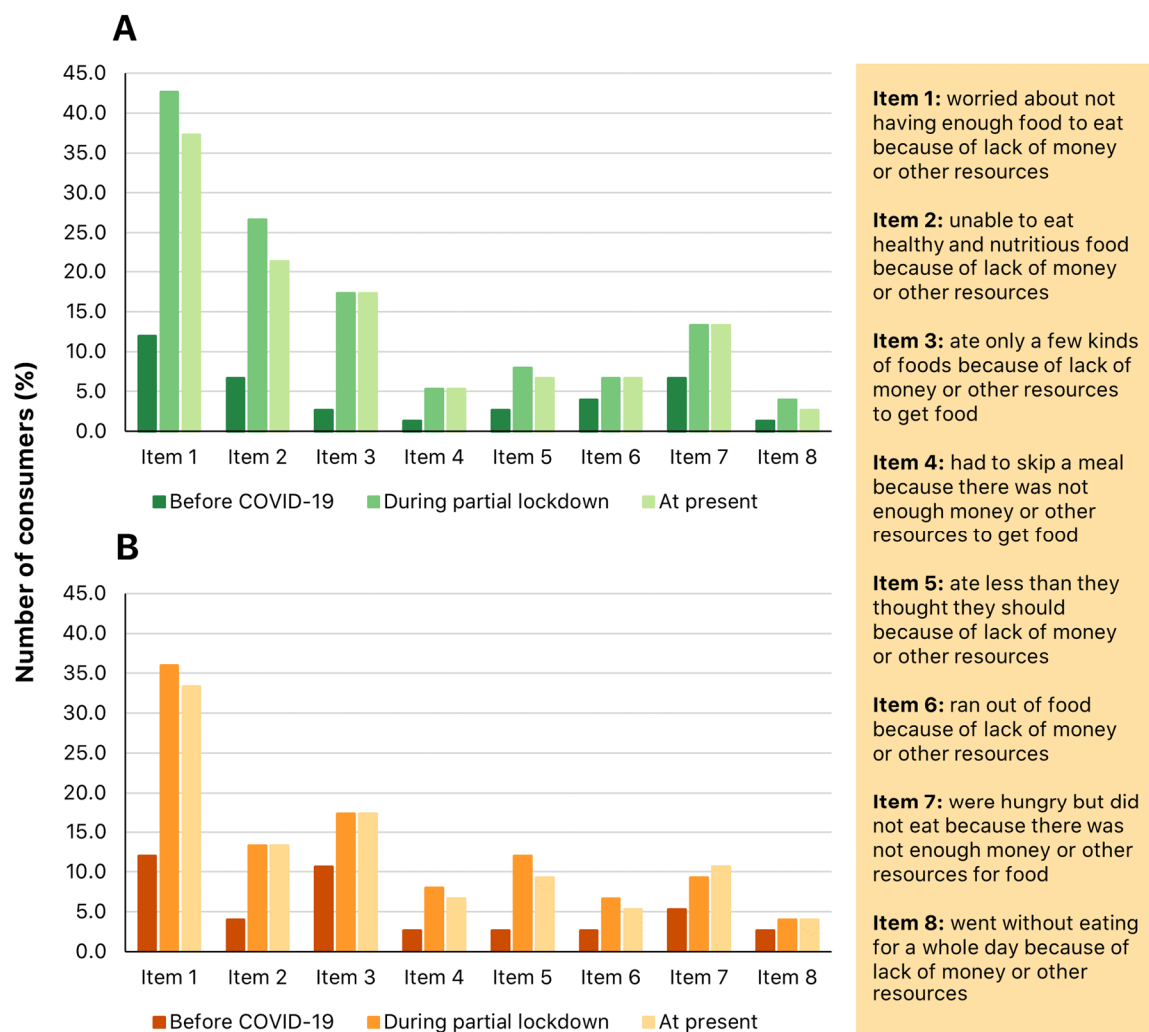 A
Number of consumers (%)
45.0
40.0
35.0
30.0
25.0
20.0
15.0
10.0
5.0
0.0
Item 1 Item 2 Item 3 Item 4 Item 5 Item 6 Item 7 Item 8
Before COVID-19 During partial lockdown At present
B
45.0
40.0
35.0
30.0
25.0
20.0
15.0
10.0
5.0
0.0
Item 1 Item 2 Item 3 Item 4 Item 5 Item 6 Item 7 Item 8
Before COVID-19 During partial lockdown At present
Item 1: worried about not
having enough food to eat
because of lack of money
or other resources
Item 2: unable to eat
healthy and nutritious food
because of lack of money
or other resources
Item 3: ate only a few kinds
of foods because of lack of
money or other resources
to get food
Item 4: had to skip a meal
because there was not
enough money or other
resources to get food
Item 5: ate less than they
thought they should
because of lack of money
or other resources
Item 6: ran out of food
because of lack of money
or other resources
Item 7: were hungry but did
not eat because there was
not enough money or other
resources for food
Item 8: went without eating
for a whole day because of
lack of money or other
resources